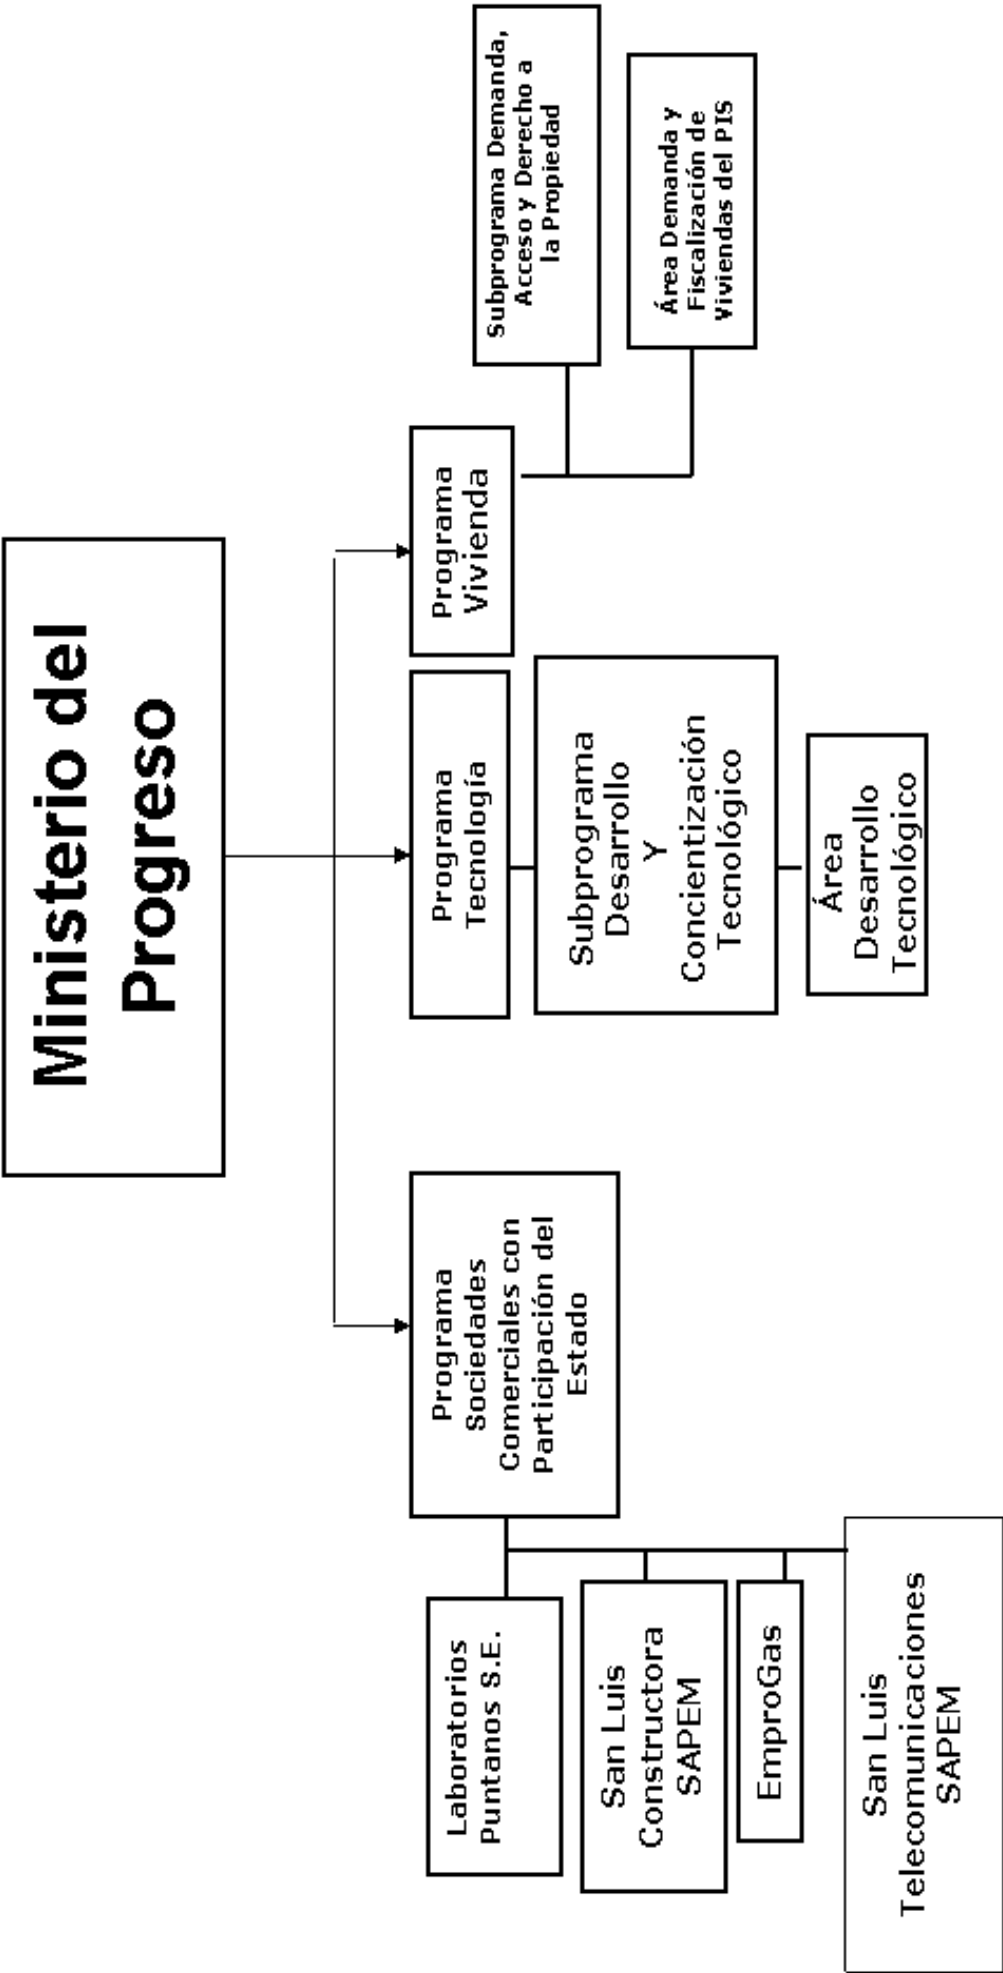 Ministerio del
Progreso
Programa
Sociedades
Comerciales con
Participación del
Estado
Laboratorios
Puntanos S.E.
San Luis
Constructora
SAPEM
EmproGas
San Luis
Telecomunicaciones
SAPEM
Programa
Tecnología
Subprograma
Desarrollo
Y
Concientización
Tecnológico
Área
Desarrollo
Tecnológico
Programa
Vivienda
Subprograma Demanda,
Acceso y Derecho a
la Propiedad
Área Demanda y
Fiscalización de
Viviendas del PIS